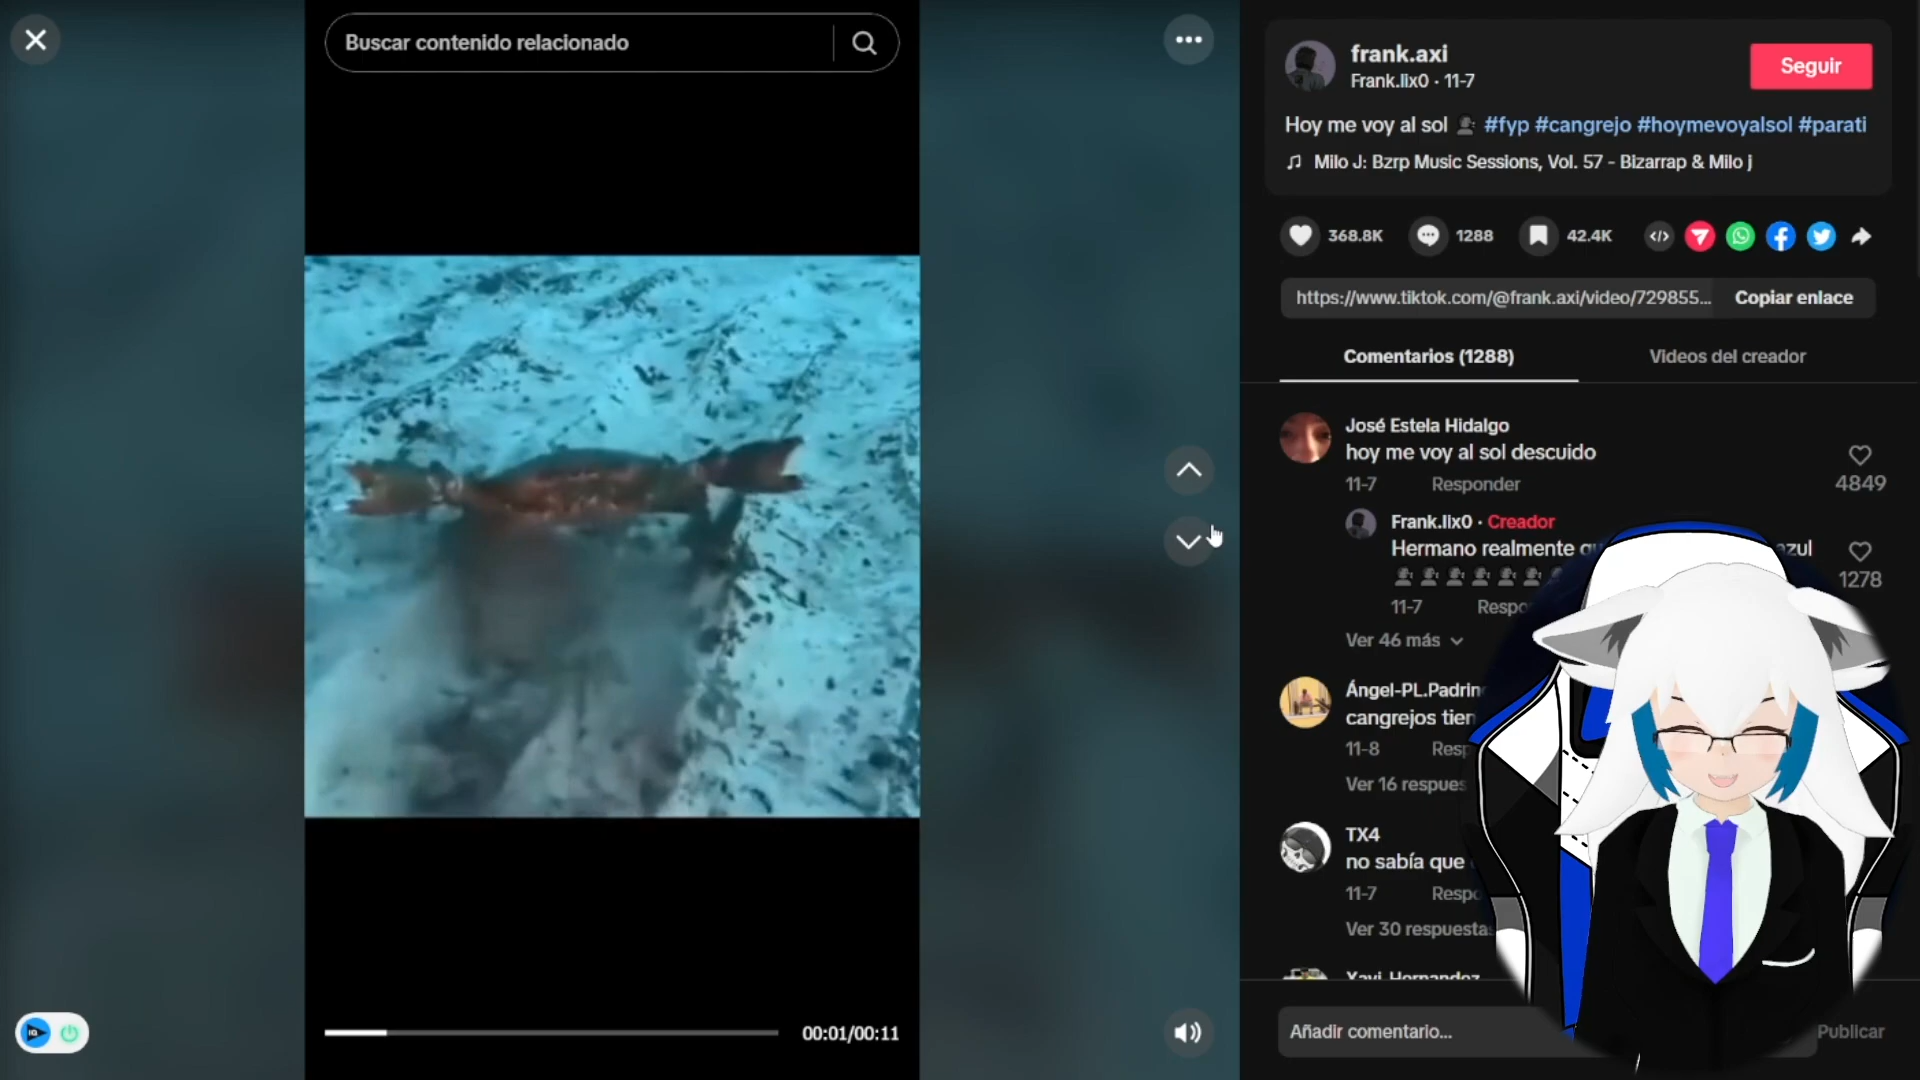 Buscar contenido relacionado
frank.axi
Frank.llx0 · 11-7
Seguir
Hoy me voy al sol #fyp #cangrejo #hoymevoyalsol #parati
Milo J: Bzrp Music Sessions, Vol. 57 - Bizarrap & Milo j
368.8K
1288
42.4K
https://www.tiktok.com/@frank.axi/video/729855...
Copiar enlace
Comentarios (1288)
Videos del creador
José Estela Hidalgo
hoy me voy al sol descuido
4849
11-7 Responder
Frank.llx0 · Creador
Hermano realmente azul
1278
11-7
Ver 46 más
cangrejos
11-8
Ver 16
TX4
no sabía que
11-7
Ver 30 respuestas
00:01/00:11
Añadir comentario...
Publicar